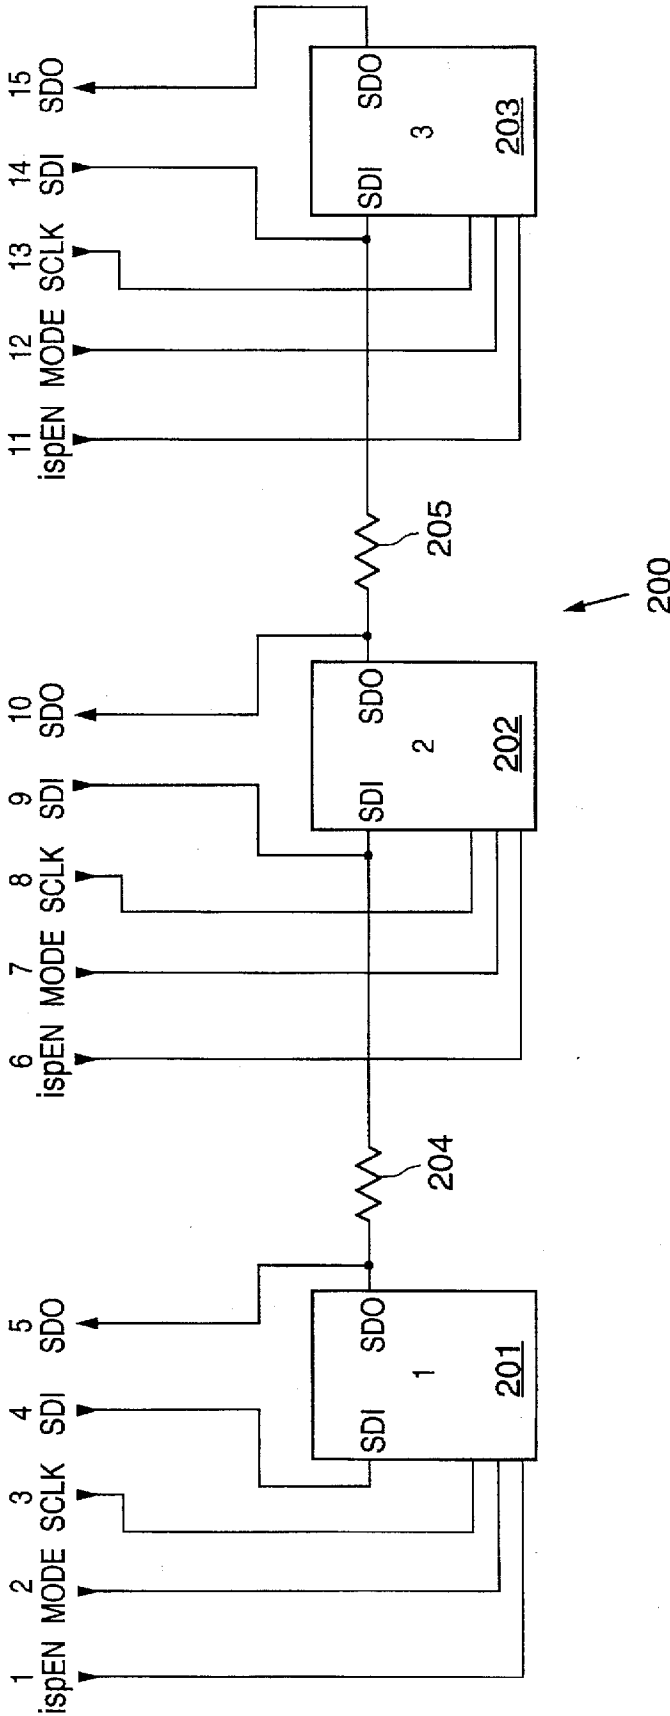 1 2 3 4 5 6 7 8 9 10 11 12 13 14 15
ispEN MODE SCLK SDI SDO ispEN MODE SCLK SDI SDO ispEN MODE SCLK SDI SDO
SDI SDO SDI SDO SDI SDO
1 2 3
204 205
201 202 203
200